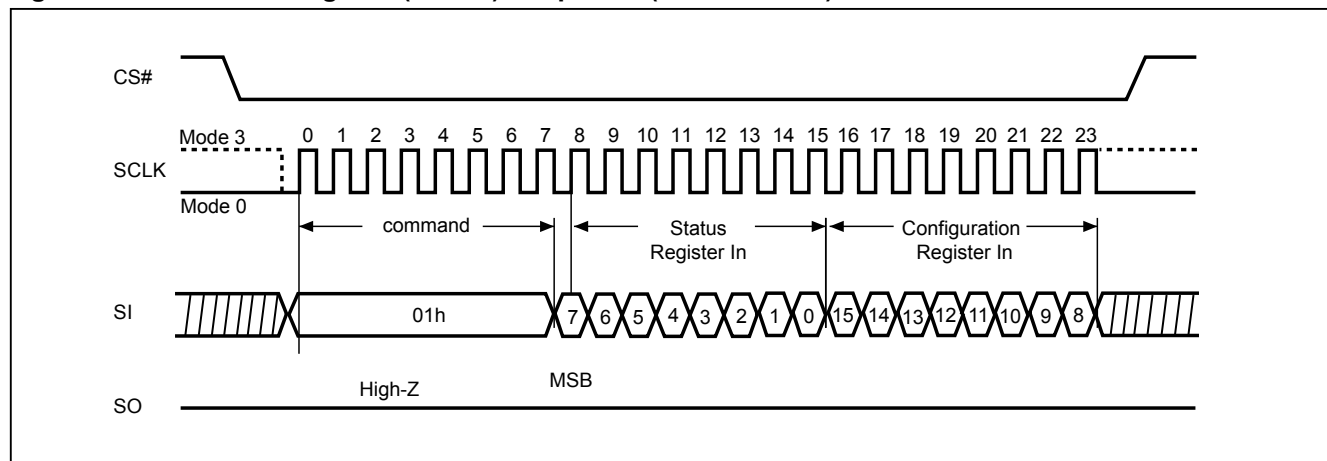 CS#
Mode 3
0 1 2 3 4 5 6 7 8 9 10 11 12 13 14 15 16 17 18 19 20 21 22 23
SCLK
Mode 0
command
Status Register In
Configuration Register In
SI
01h
7 6 5 4 3 2 1 0 15 14 13 12 11 10 9 8
High-Z
MSB
SO